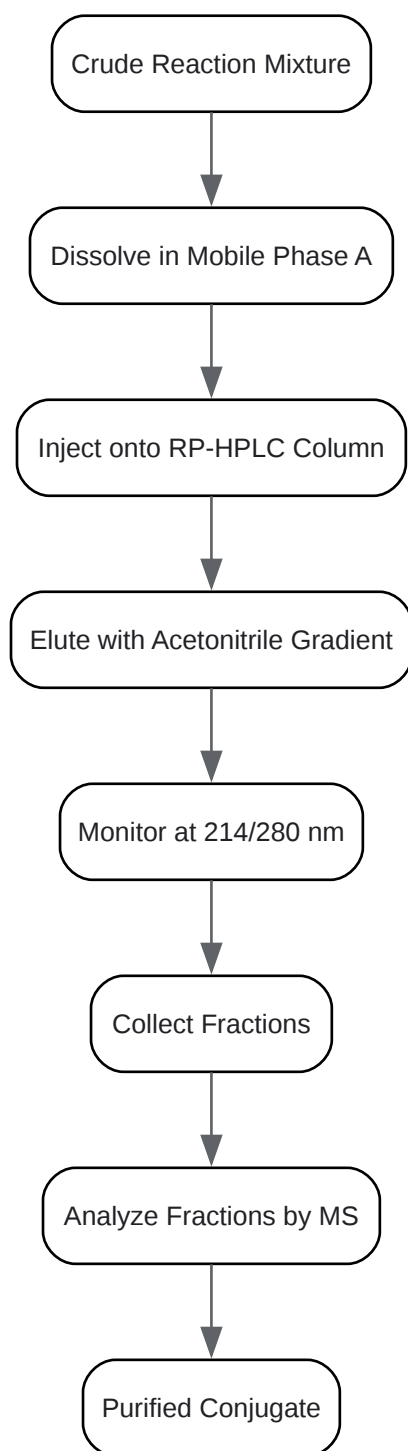 Crude Reaction Mixture
Dissolve in Mobile Phase A
Inject onto RP-HPLC Column
Elute with Acetonitrile Gradient
Monitor at 214/280 nm
Collect Fractions
Analyze Fractions by MS
Purified Conjugate